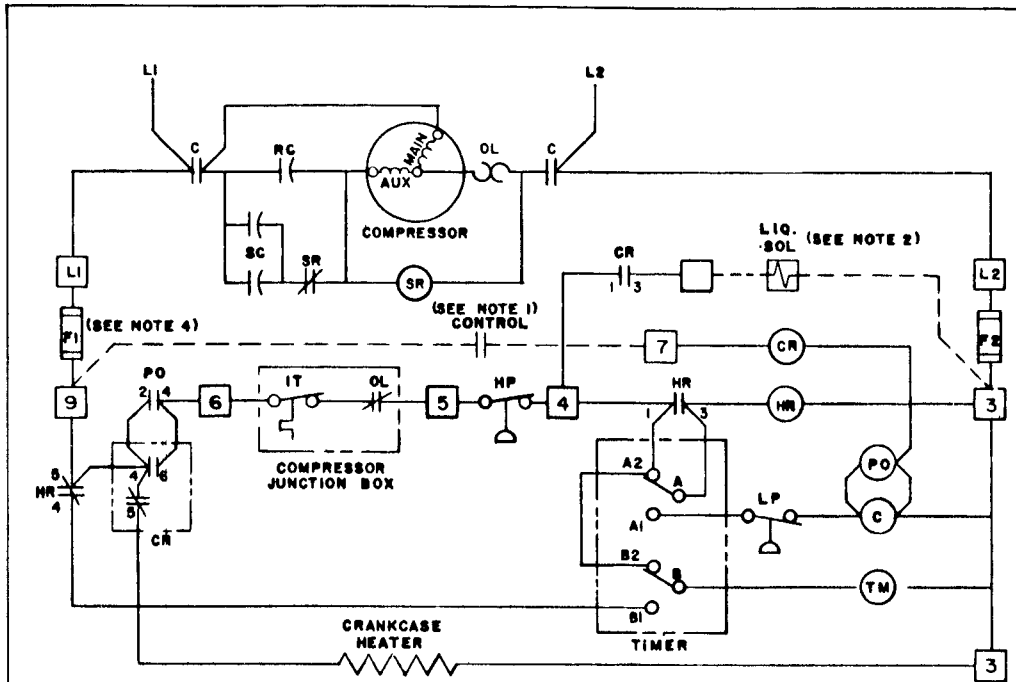 L1 L2
C RC MAIN OL C
AUX
COMPRESSOR
SC SR SR
LIQ. SOL (SEE NOTE 2)
CR
1 3
L1 L2
(SEE NOTE 1)
CONTROL
F1 (SEE NOTE 4) F2
7 CR
PO
2 4
9 6 IT OL 5 HP 4 HR HR 3
1 3
COMPRESSOR
JUNCTION BOX
A2 A PO
5 4 6
HR
4 5 A1 LP C
CR
B2 B TM
B1
CRANKCASE
HEATER
TIMER
3